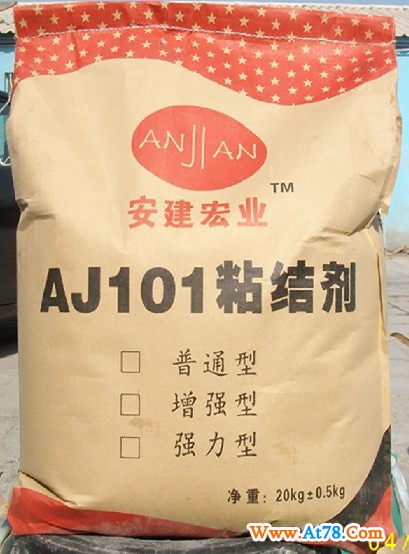 ANJIAN
TM
安建宏业
AJ101粘结剂
普通型
增强型
强力型
净重：20kg±0.5kg
www.At78.Com